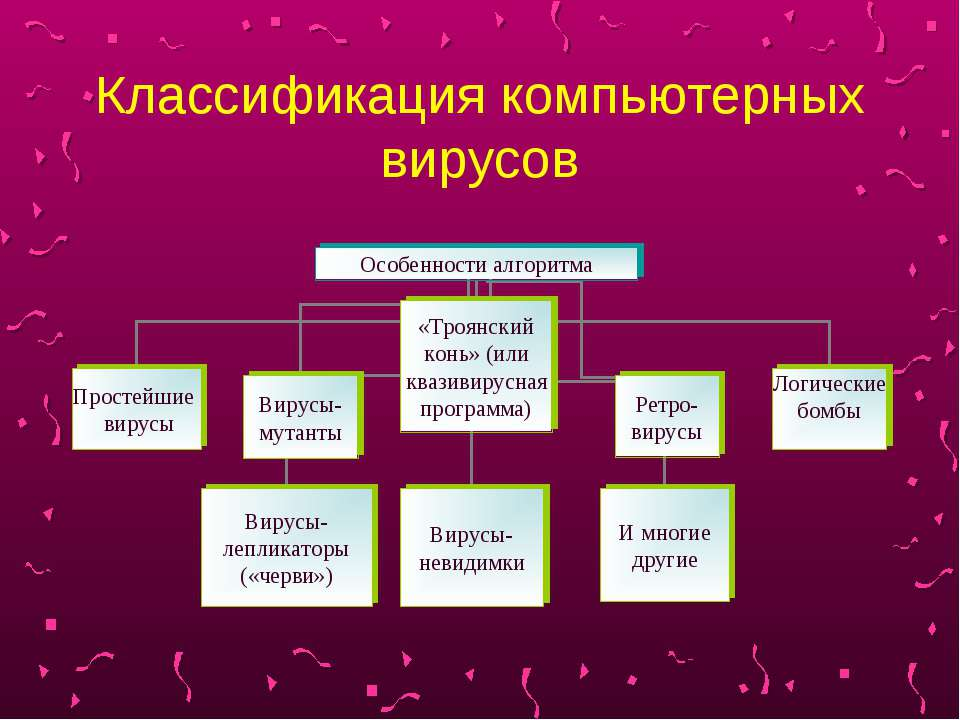 Классификация компьютерных
вирусов
Особенности алгоритма
«Троянский
конь» (или
квазивирусная
программа)
Простейшие
вирусы
Вирусы-
мутанты
Ретро-
вирусы
Логические
бомбы
Вирусы-
лепликаторы
(«черви»)
Вирусы-
невидимки
И многие
другие